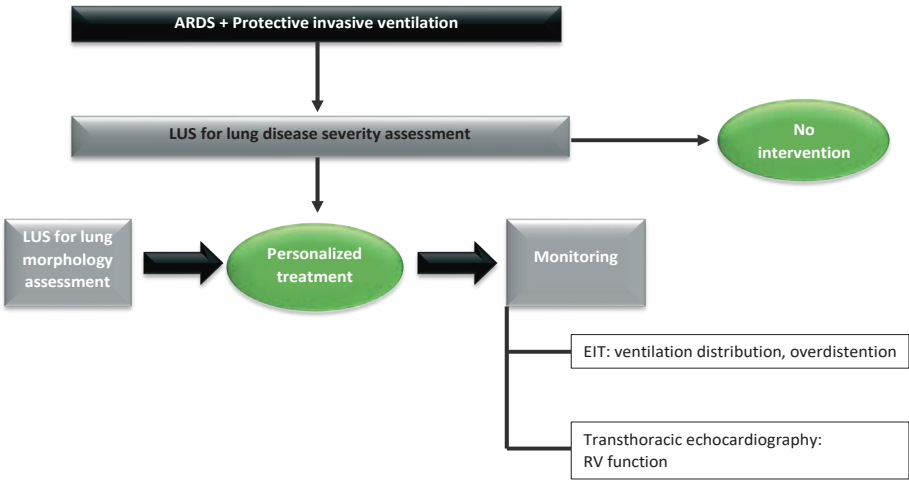 ARDS + Protective invasive ventilation
LUS for lung disease severity assessment
No
intervention
LUS for lung
morphology
assessment
Personalized
treatment
Monitoring
EIT: ventilation distribution, overdistention
Transthoracic echocardiography:
RV function